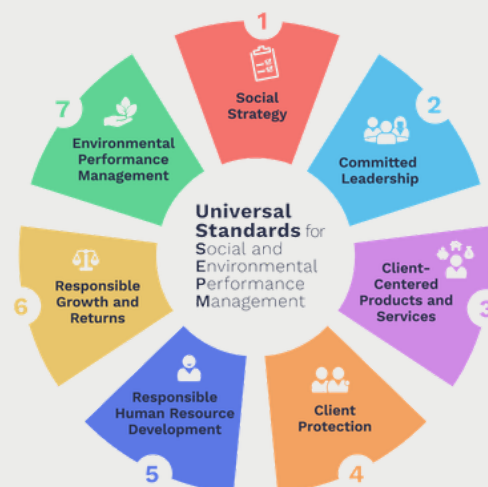 Universal
Standards for
Social and
Environmental
Performance
Management
1
Social
Strategy
2
Committed
Leadership
3
Client-
Centered
Products and
Services
4
Client
Protection
5
Responsible
Human Resource
Development
6
Responsible
Growth and
Returns
7
Environmental
Performance
Management